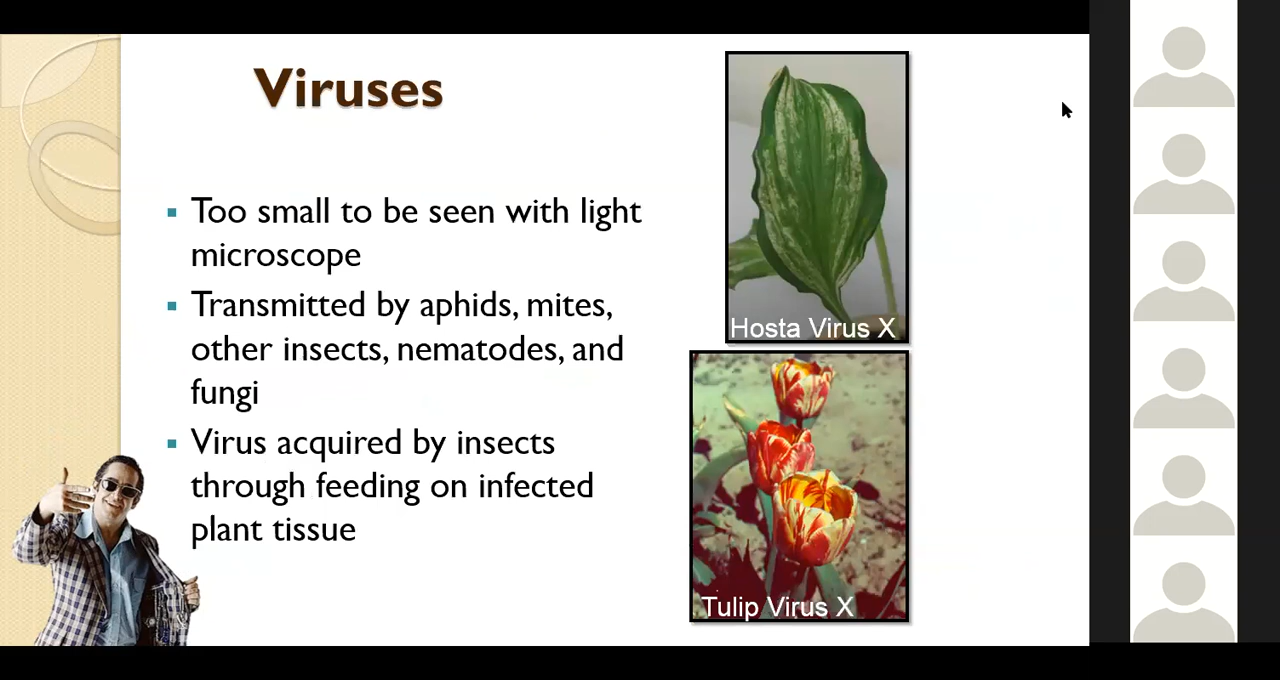 Viruses
Too small to be seen with light
microscope
Transmitted by aphids, mites,
other insects, nematodes, and
fungi
Virus acquired by insects
through feeding on infected
plant tissue
Hosta Virus X
Tulip Virus X